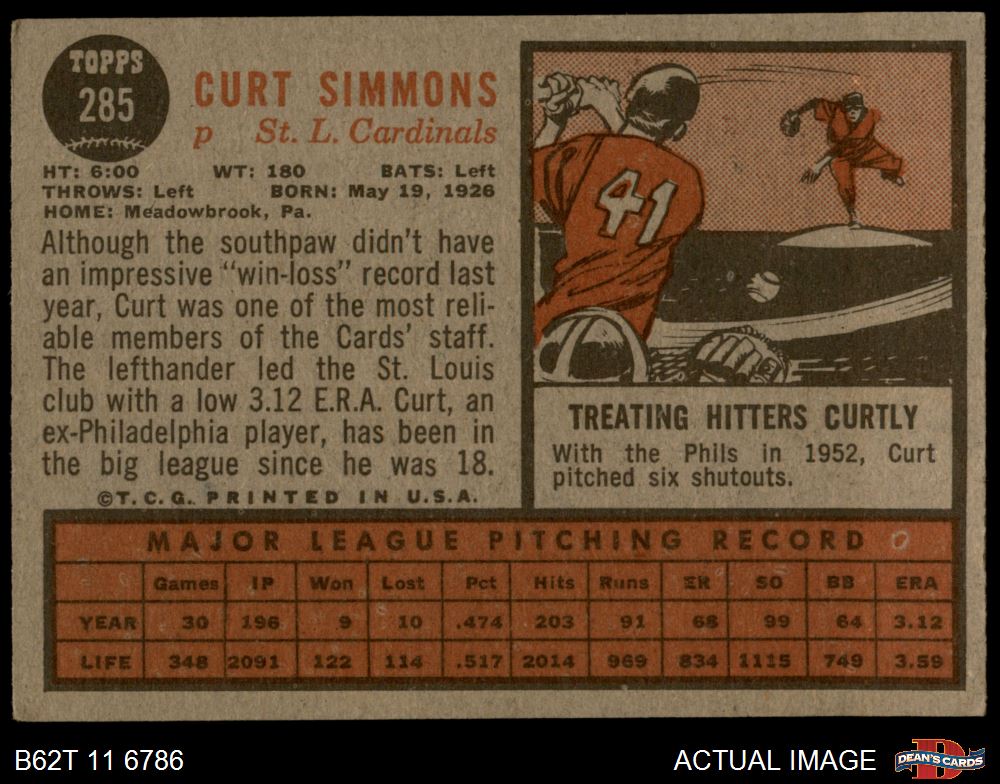 TOPPS
285
CURT SIMMONS
p St. L. Cardinals
HT: 6:00 WT: 180 BATS: Left
THROWS: Left BORN: May 19, 1926
HOME: Meadowbrook, Pa.
Although the southpaw didn't have
an impressive "win-loss" record last
year, Curt was one of the most reli-
able members of the Cards' staff.
The lefthander led the St. Louis
club with a low 3.12 E.R.A. Curt, an
ex-Philadelphia player, has been in
the big league since he was 18.
©T.C.G. PRINTED IN U.S.A.
41
TREATING HITTERS CURTLY
With the Phils in 1952, Curt
pitched six shutouts.
MAJOR LEAGUE PITCHING RECORD
Games IP Won Lost Pct Hits Runs ER SO BB ERA
YEAR 30 196 9 10 .474 203 91 68 99 64 3.12
LIFE 348 2091 122 114 .517 2014 969 834 1115 749 3.59
B62T 11 6786
ACTUAL IMAGE
DEAN'S CARDS